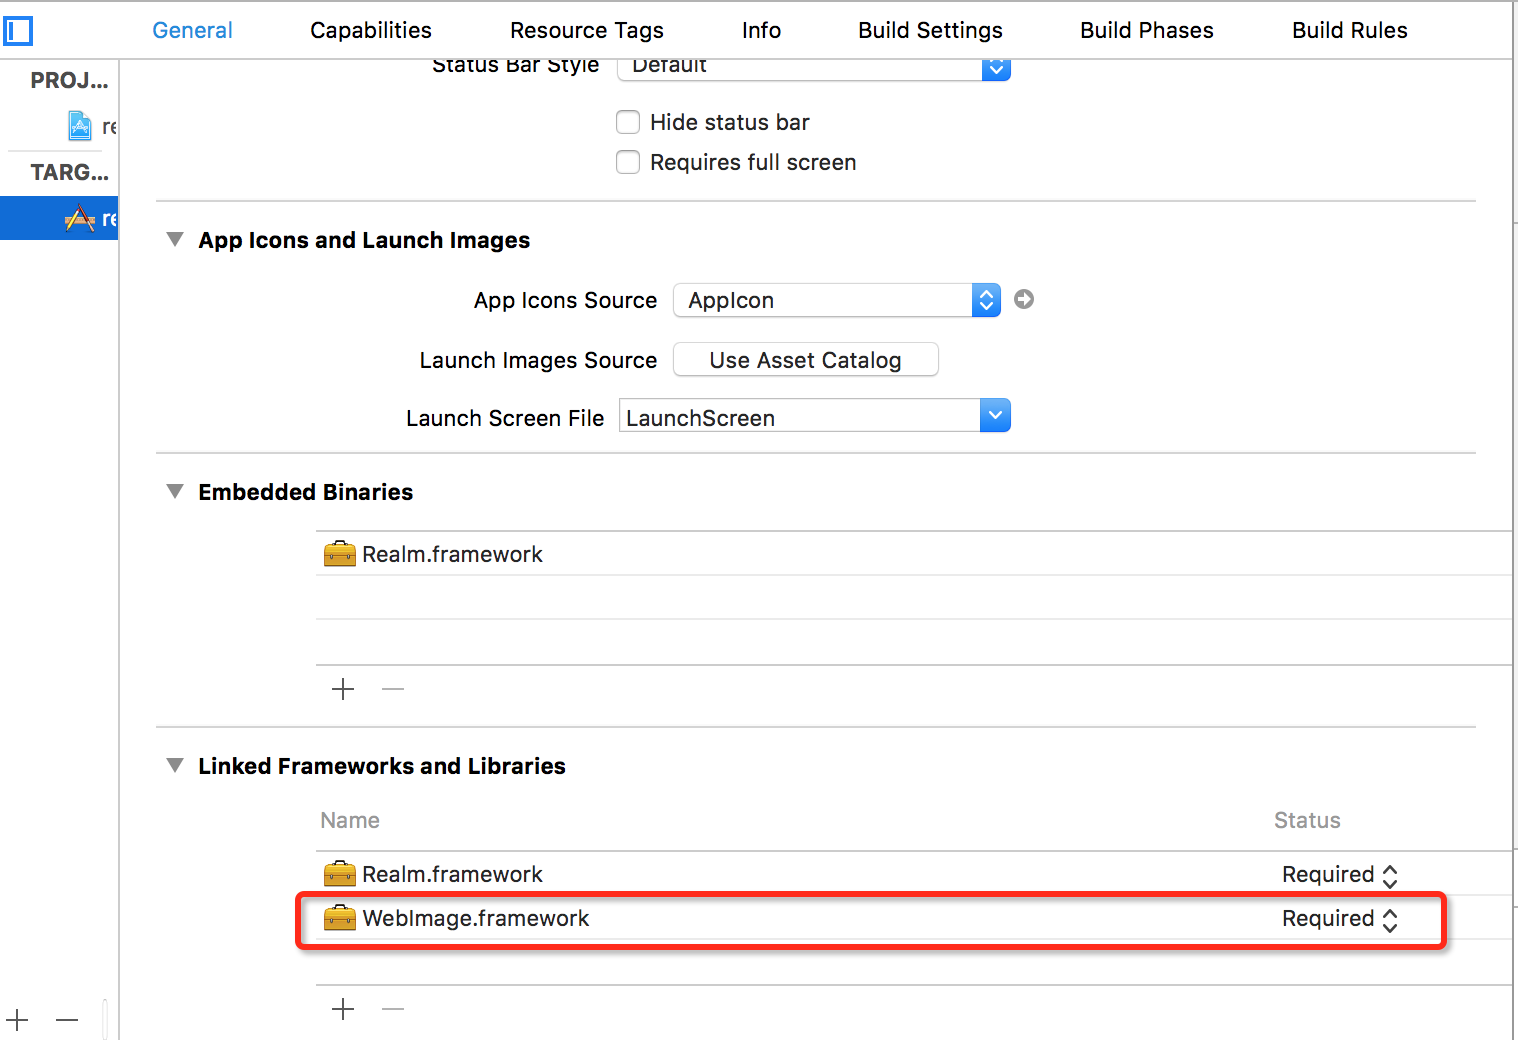 General Capabilities Resource Tags Info Build Settings Build Phases Build Rules
PROJ...
re
TARG...
re
Status Bar Style Default
Hide status bar
Requires full screen
App Icons and Launch Images
App Icons Source AppIcon
Launch Images Source Use Asset Catalog
Launch Screen File LaunchScreen
Embedded Binaries
Realm.framework
Linked Frameworks and Libraries
Name Status
Realm.framework Required
WebImage.framework Required